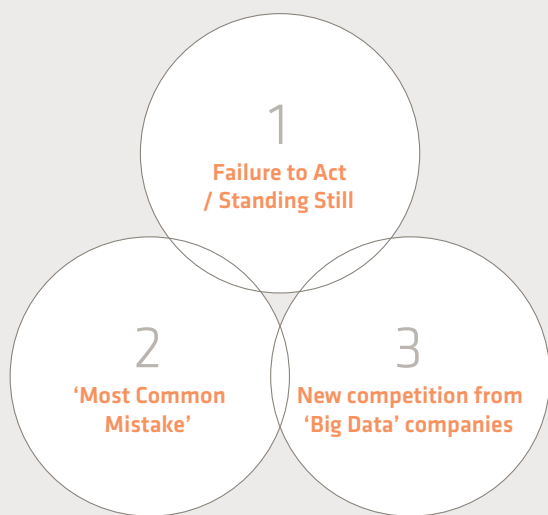 1
Failure to Act
/ Standing Still
2
‘Most Common
Mistake’
3
New competition from
‘Big Data’ companies